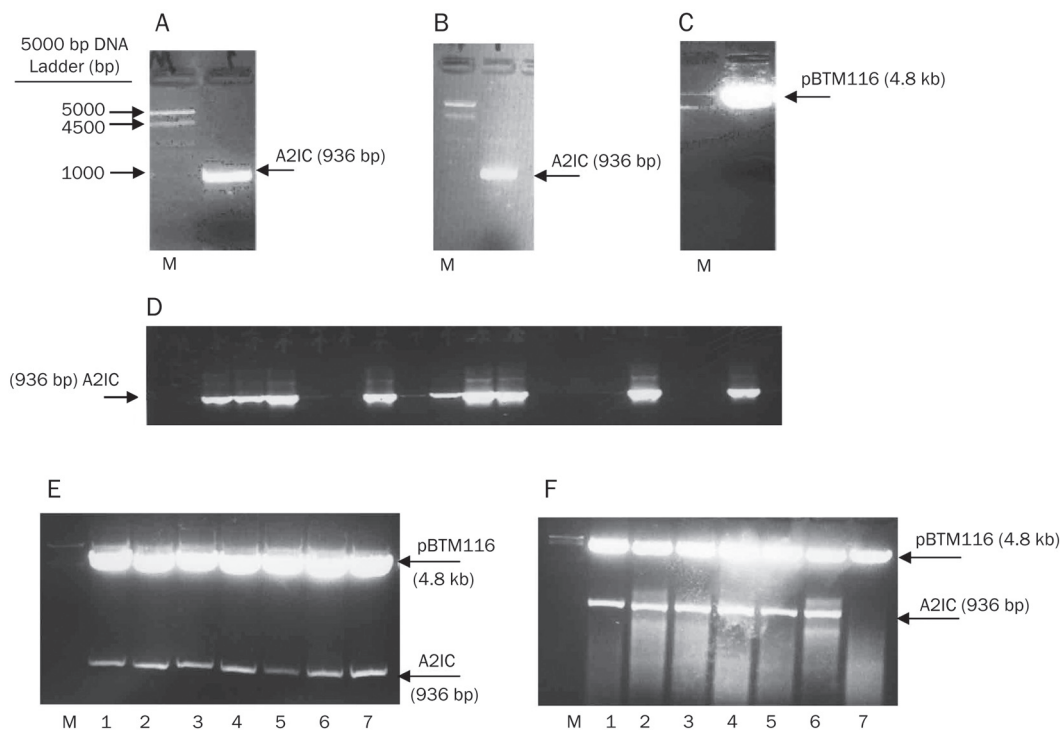 A
B
C
5000 bp DNA
Ladder (bp)
5000
4500
1000
A2IC (936 bp)
A2IC (936 bp)
pBTM116 (4.8 kb)
M
M
M
D
(936 bp) A2IC
E
F
pBTM116
(4.8 kb)
A2IC
(936 bp)
pBTM116 (4.8 kb)
A2IC (936 bp)
M 1 2 3 4 5 6 7
M 1 2 3 4 5 6 7